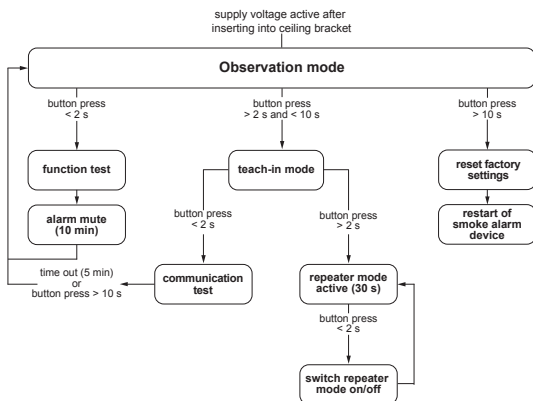 supply voltage active after
inserting into ceiling bracket
Observation mode
button press
< 2 s
button press
> 2 s and < 10 s
button press
> 10 s
function test
teach-in mode
reset factory
settings
alarm mute
(10 min)
button press
< 2 s
button press
> 2 s
restart of
smoke alarm
device
time out (5 min)
or
button press > 10 s
communication
test
repeater mode
active (30 s)
button press
< 2 s
switch repeater
mode on/off